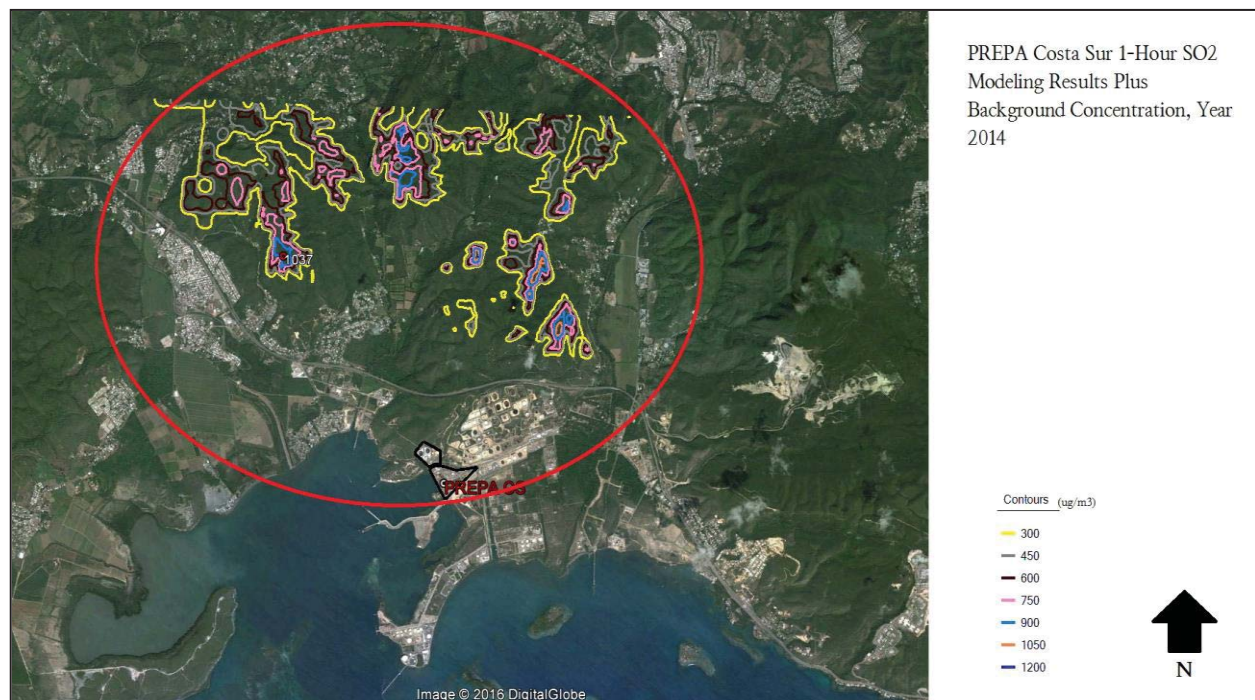 PREPA Costa Sur 1-Hour SO2
Modeling Results Plus
Background Concentration, Year
2014
1037
PREPA CS
Contours (ug/m3)
300
450
600
750
900
1050
1200
N
Image © 2016 DigitalGlobe